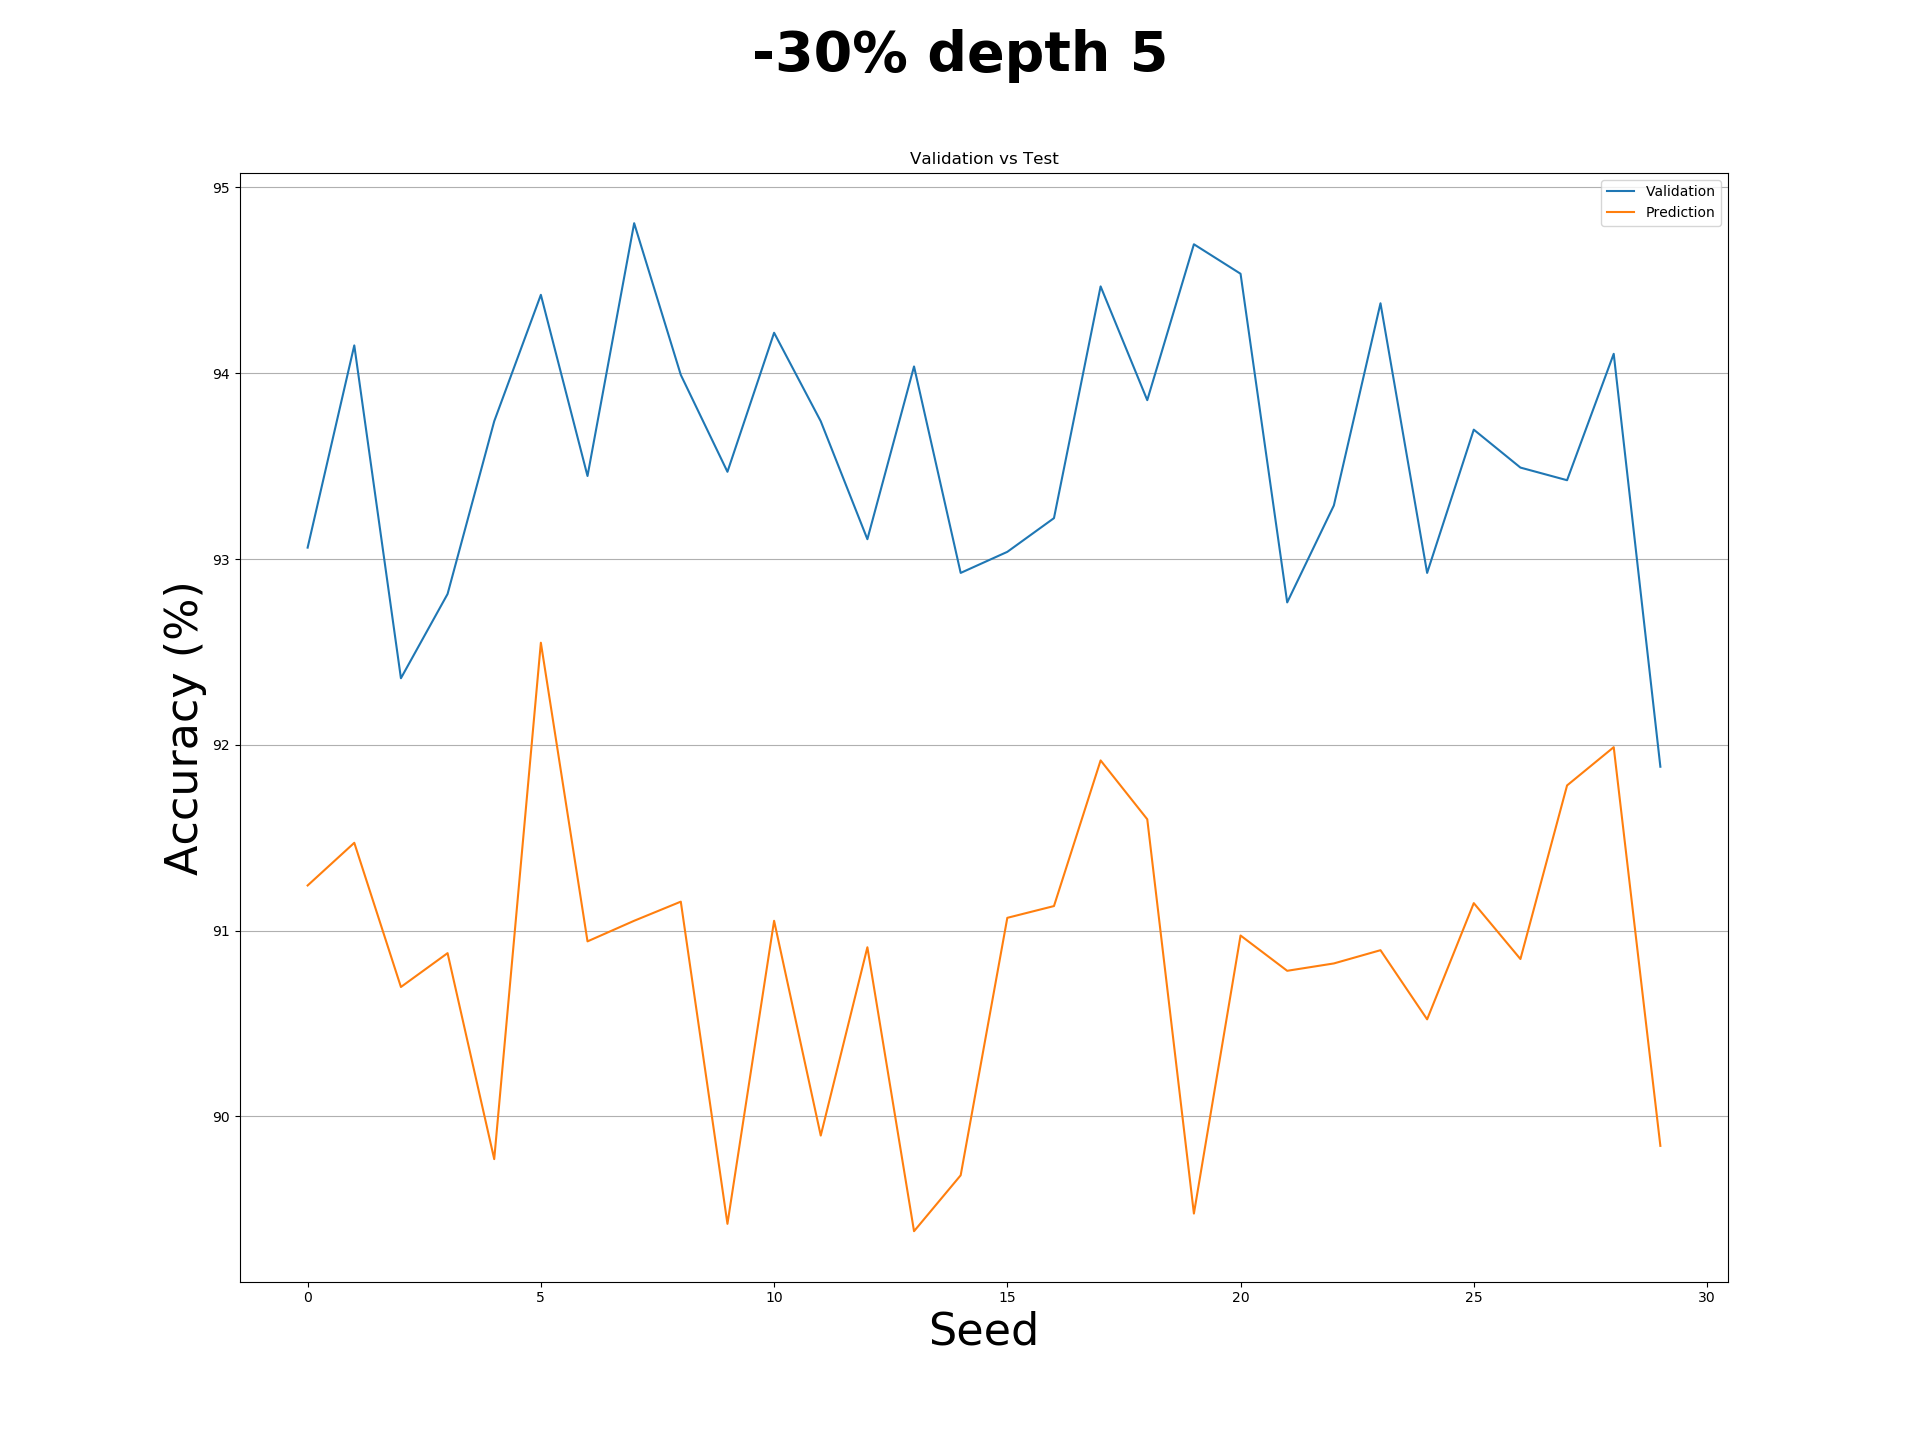 -30% depth 5
Validation vs Test
95
94
93
92
91
90
Accuracy (%)
Validation
Prediction
0 5 10 15 20 25 30
Seed